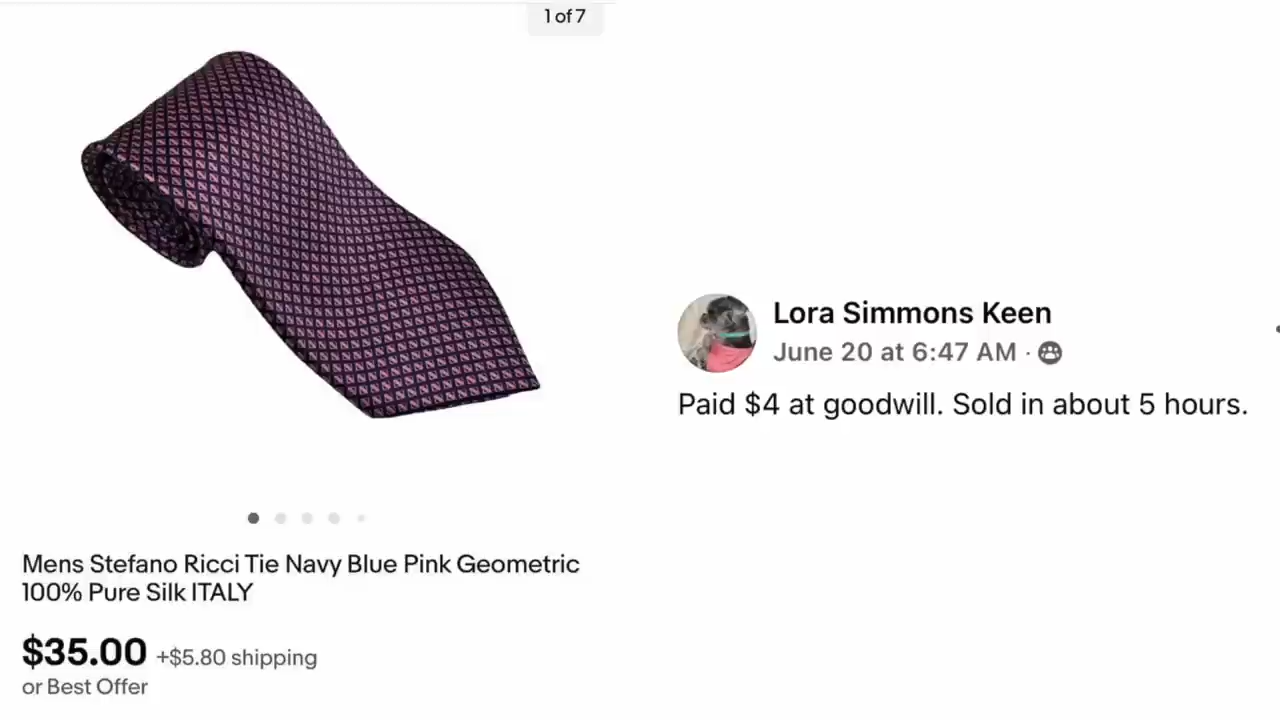 1 of 7
Mens Stefano Ricci Tie Navy Blue Pink Geometric
100% Pure Silk ITALY
$35.00 +$5.80 shipping
or Best Offer
Lora Simmons Keen
June 20 at 6:47 AM ·
Paid $4 at goodwill. Sold in about 5 hours.